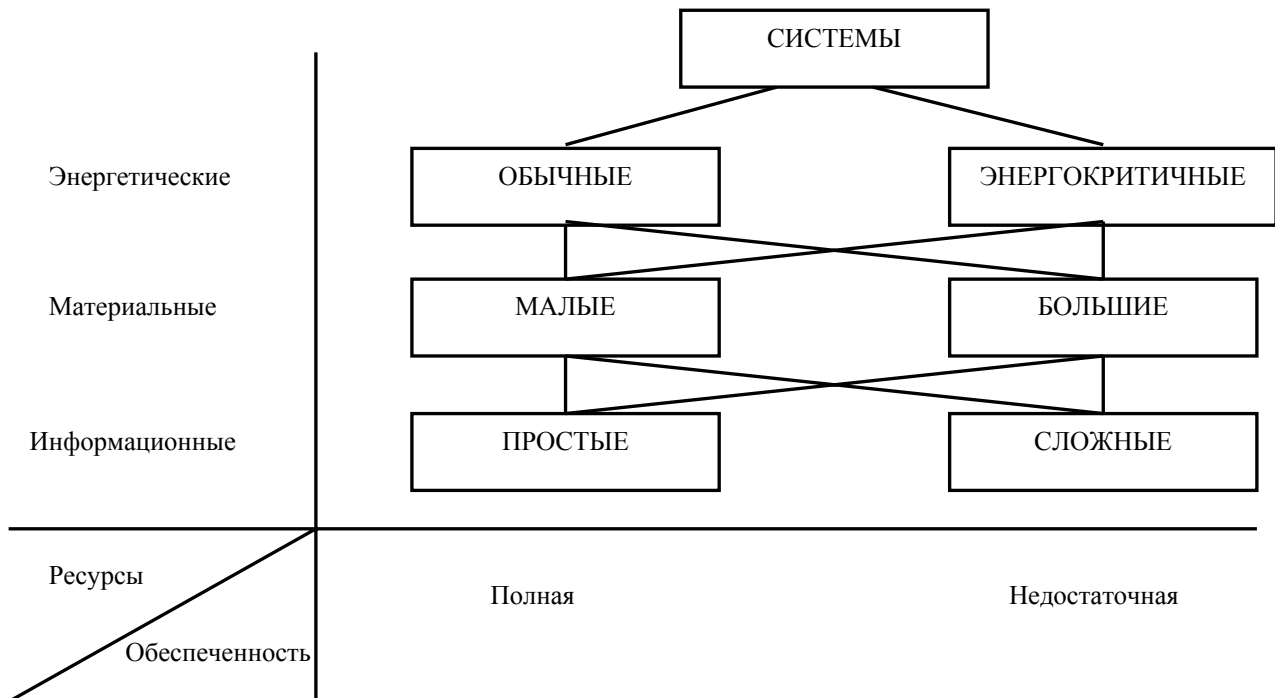 СИСТЕМЫ
Энергетические
ОБЫЧНЫЕ
ЭНЕРГОКРИТИЧНЫЕ
Материальные
МАЛЫЕ
БОЛЬШИЕ
Информационные
ПРОСТЫЕ
СЛОЖНЫЕ
Ресурсы
Обеспеченность
Полная
Недостаточная